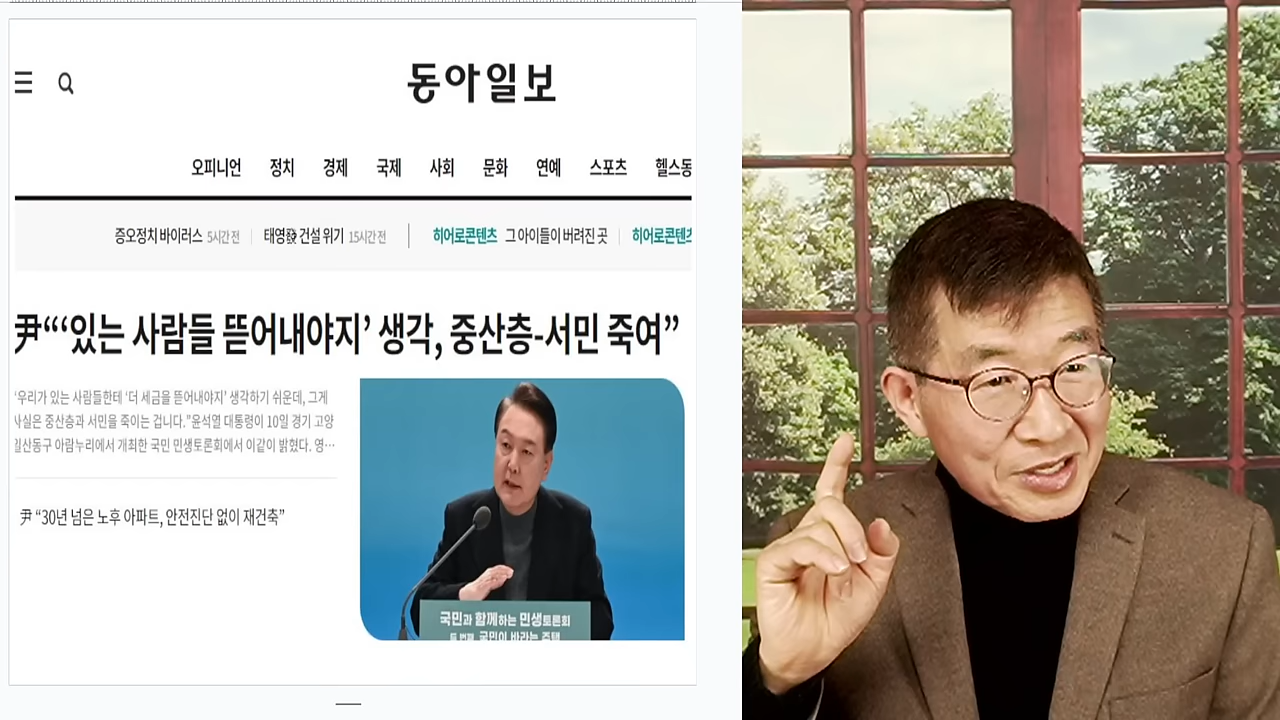 동아일보
오피니언 정치 경제 국제 사회 문화 연예 스포츠 헬스동
증오정치 바이러스 5시간 전 태영發 건설 위기 15시간 전 히어로콘텐츠 그 아이들이 버려진 곳 히어로콘텐츠
尹“‘있는 사람들 뜯어내야지’ 생각, 중산층-서민 죽여”
‘우리가 있는 사람들한테 ‘더 세금을 뜯어내야지’ 생각하기 쉬운데, 그게
사실은 중산층과 서민을 죽이는 겁니다.”윤석열 대통령이 10일 경기 고양
일산동구 아람누리에서 개최한 국민 민생토론회에서 이같이 밝혔다. 영…
尹 “30년 넘은 노후 아파트, 안전진단 없이 재건축”
국민과 함께하는 민생토론회
두 번째, 국민이 바라는 주택